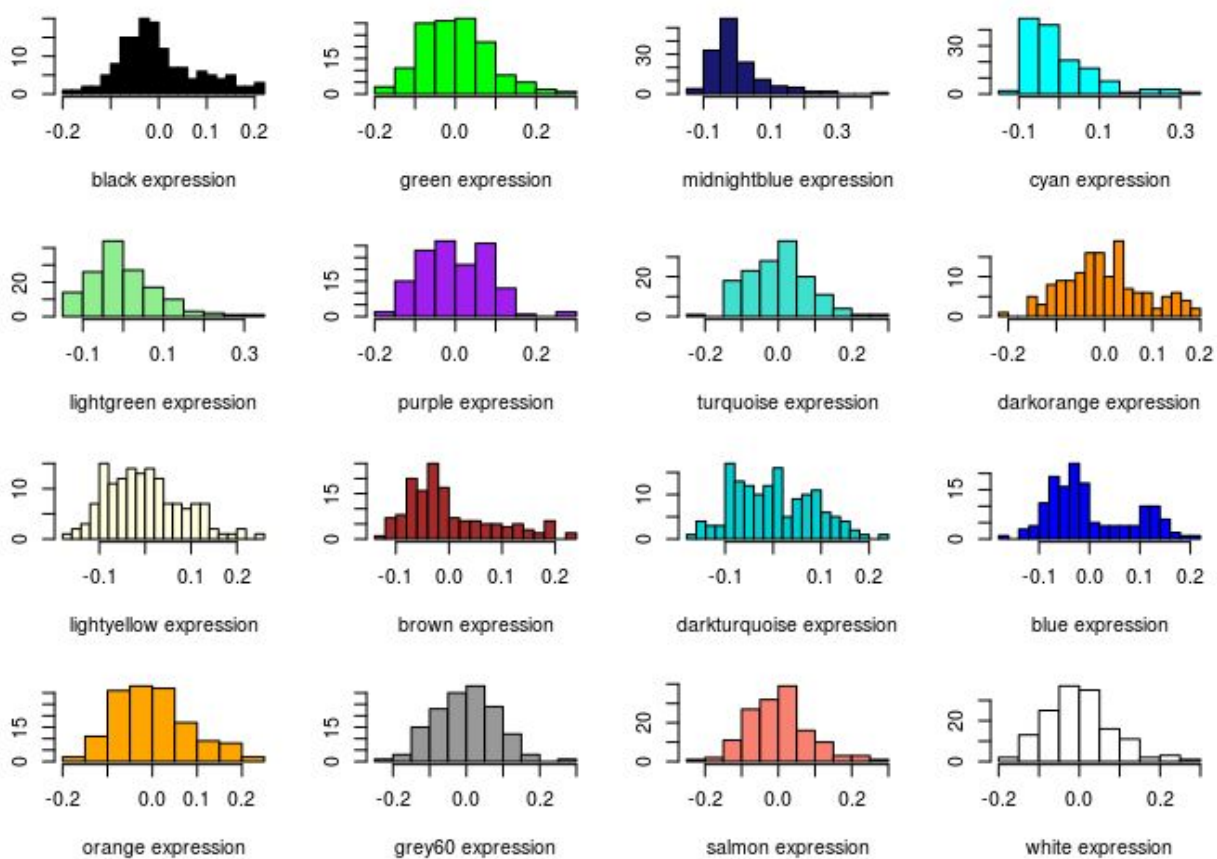 10
0
-0.2 0.0 0.1 0.2
black expression
15
0
-0.2 0.0 0.2
green expression
30
0
-0.1 0.1 0.3
midnightblue expression
30
0
-0.1 0.1 0.3
cyan expression
20
0
-0.1 0.1 0.3
lightgreen expression
15
0
-0.2 0.0 0.2
purple expression
20
0
-0.2 0.0 0.2
turquoise expression
10
0
-0.2 0.0 0.1 0.2
darkorange expression
10
0
-0.1 0.1 0.2
lightyellow expression
15
0
-0.1 0.0 0.1 0.2
brown expression
10
0
-0.1 0.1 0.2
darkturquoise expression
15
0
-0.1 0.0 0.1 0.2
blue expression
15
0
-0.2 0.0 0.1 0.2
orange expression
15
0
-0.2 0.0 0.2
grey60 expression
20
0
-0.2 0.0 0.2
salmon expression
20
0
-0.2 0.0 0.2
white expression